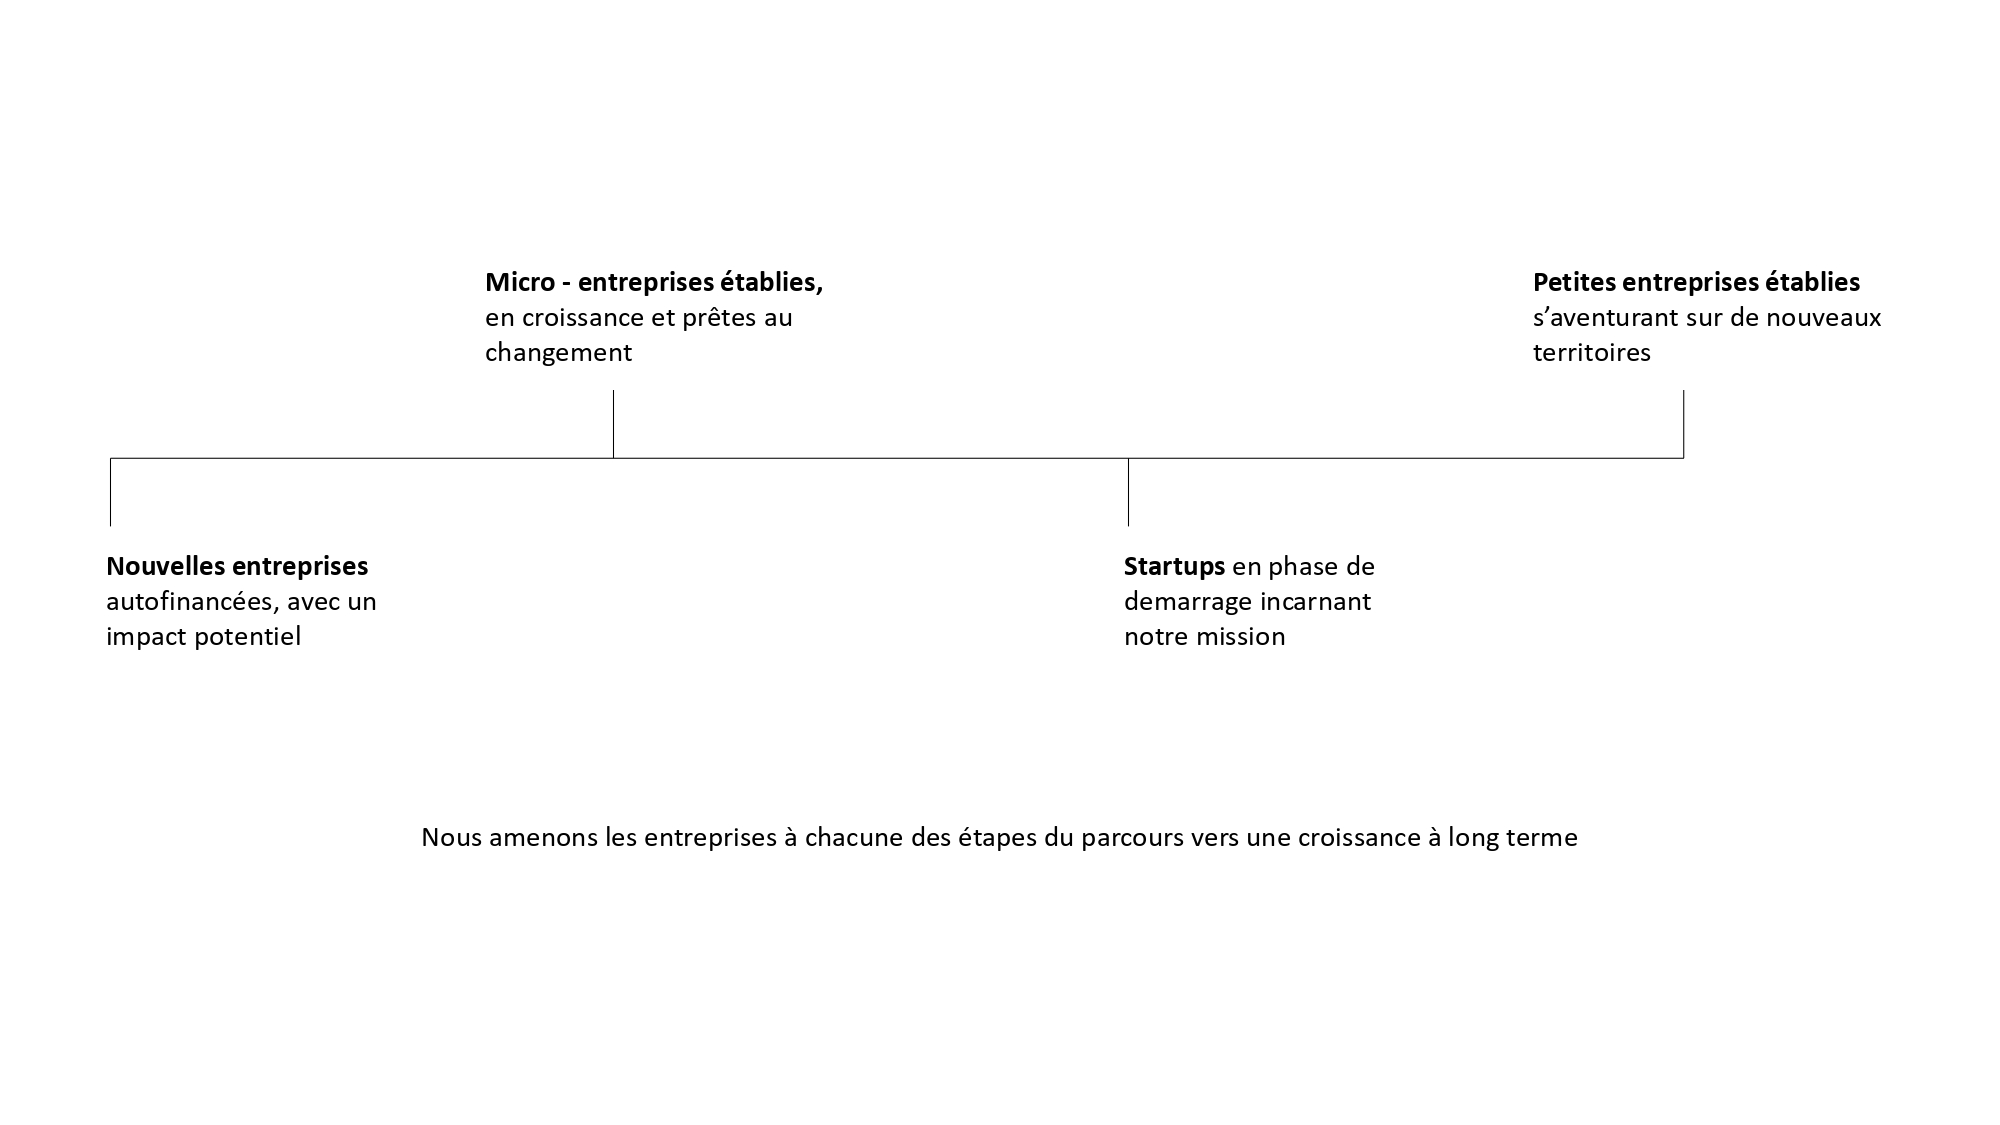 Micro - entreprises établies,
en croissance et prêtes au
changement
Petites entreprises établies
s’aventurant sur de nouveaux
territoires
Nouvelles entreprises
autofinancées, avec un
impact potentiel
Startups en phase de
demarrage incarnant
notre mission
Nous amenons les entreprises à chacune des étapes du parcours vers une croissance à long terme